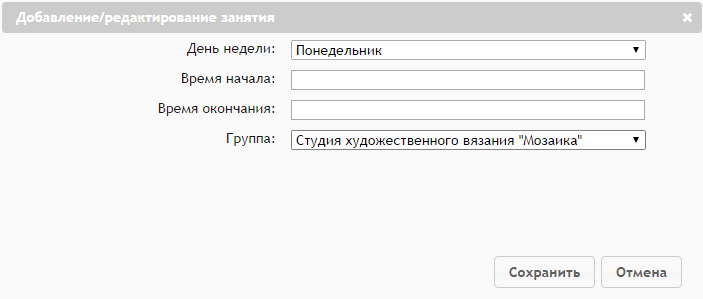 Добавление/редактирование занятия
День недели: Понедельник
Время начала:
Время окончания:
Группа: Студия художественного вязания "Мозаика"
Сохранить Отмена